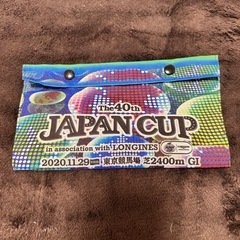 The 40th
JAPAN CUP
in association with LONGINES
2020.11.29 東京競馬場 芝2400m GI